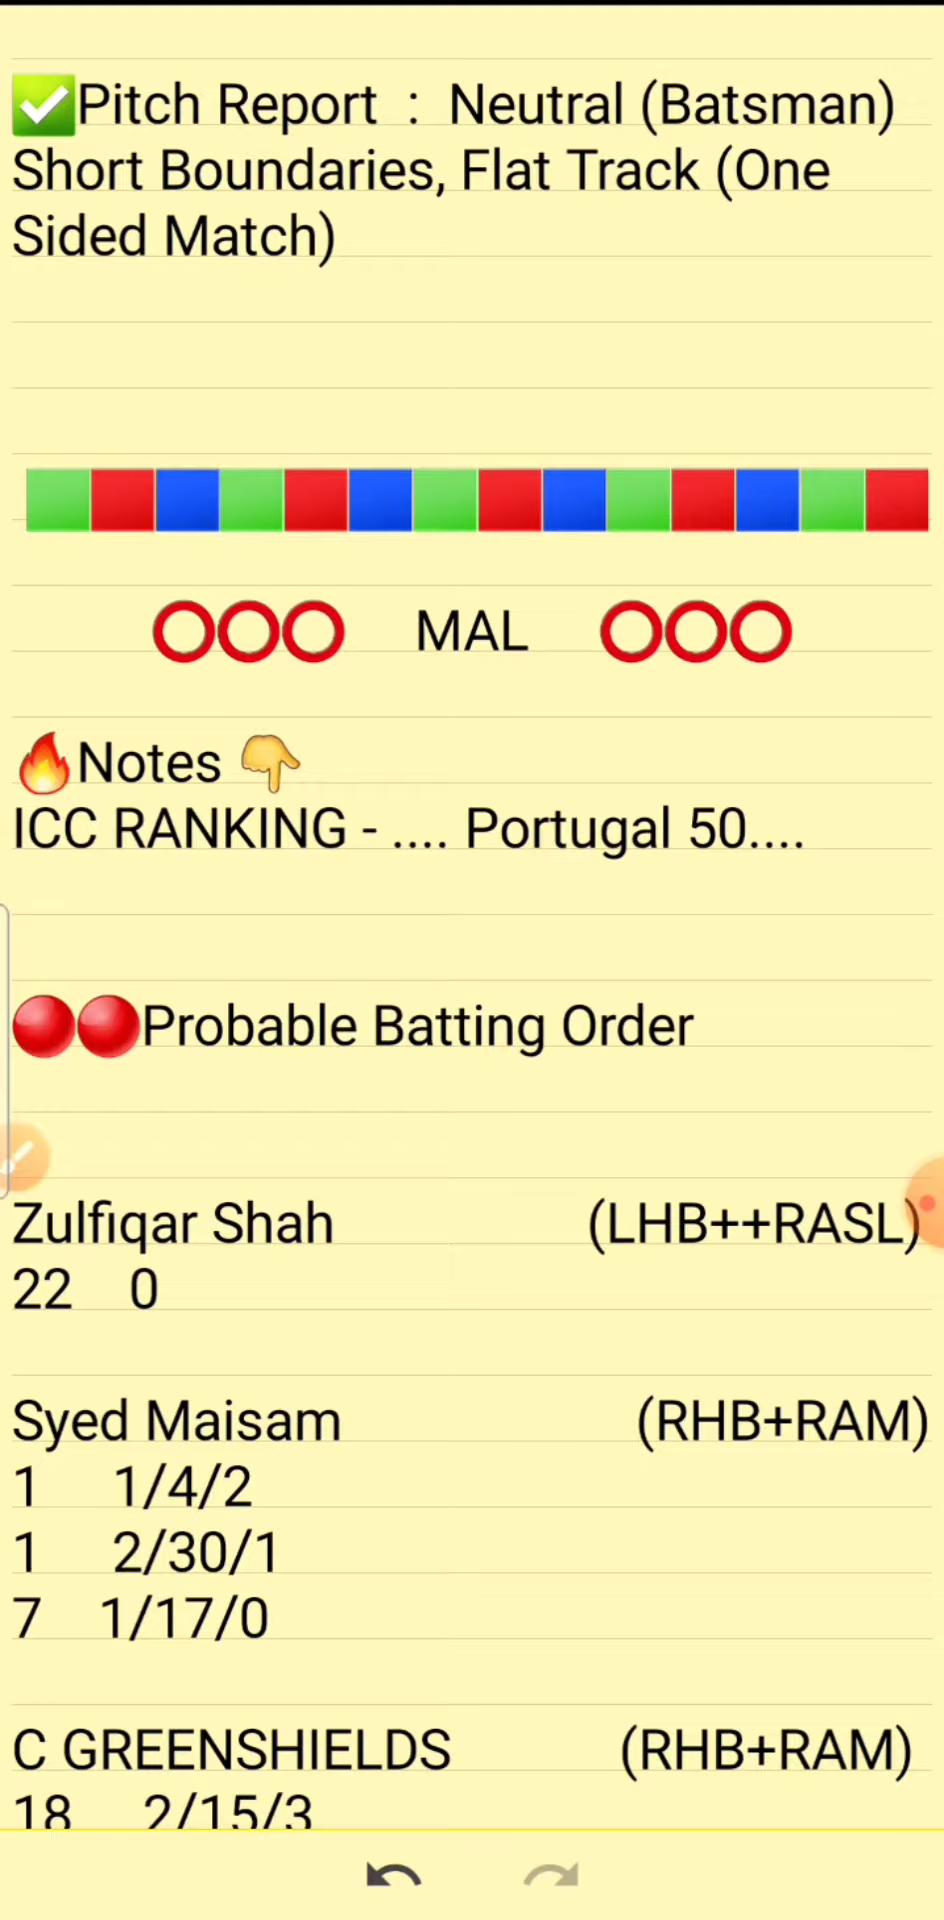 ✅Pitch Report : Neutral (Batsman)
Short Boundaries, Flat Track (One
Sided Match)
MAL
🔥Notes 👇
ICC RANKING - .... Portugal 50....
🔴🔴Probable Batting Order
Zulfiqar Shah (LHB++RASL)
22 0
Syed Maisam (RHB+RAM)
1 1/4/2
1 2/30/1
7 1/17/0
C GREENSHIELDS (RHB+RAM)
18 2/15/3